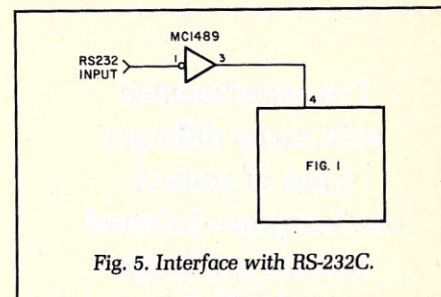 MC1489
RS232
INPUT
1
3
4
FIG. 1
Fig. 5. Interface with RS-232C.